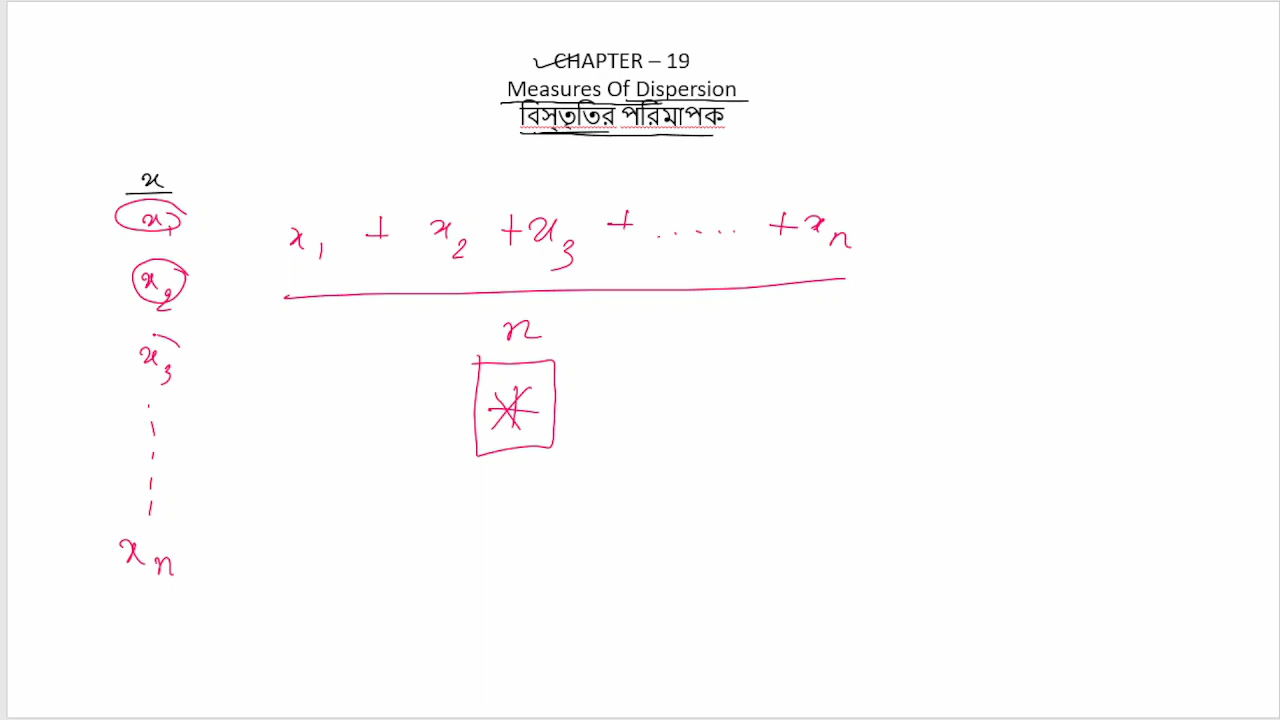 CHAPTER – 19
Measures Of Dispersion
বিস্তৃতির পরিমাপক
x
x₁
x₂
x₃
xₙ
x₁ + x₂ + x₃ + ...... + xₙ
n